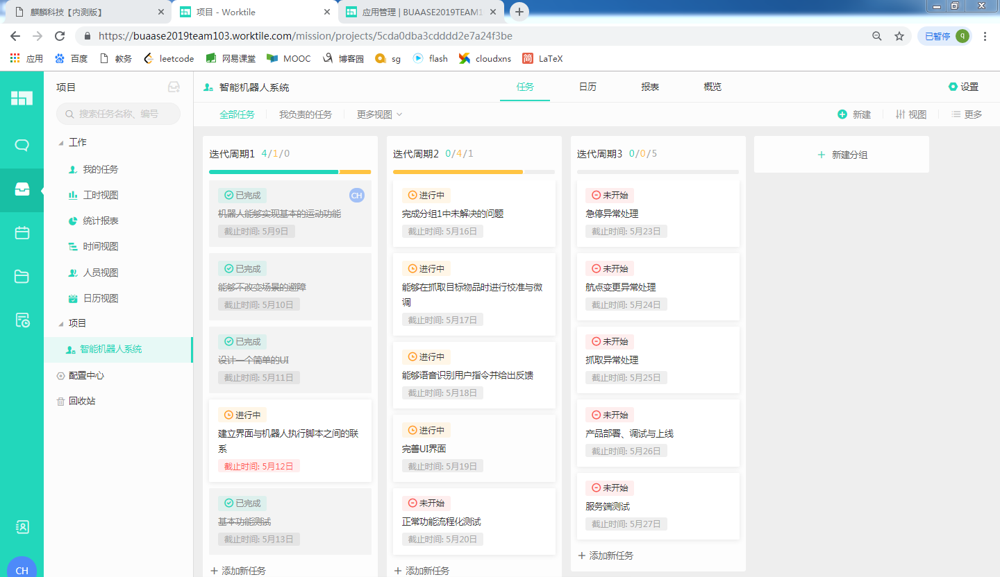 麒麟科技【内测版】
项目 - Worktile
应用管理 | BUAASE2019TEAM1
https://buaase2019team103.worktile.com/mission/projects/5cda0dba3cdddd2e7a24f3be
已暂停
q
应用
百度
教务
leetcode
网易课堂
MOOC
博客园
sg
flash
cloudxns
简
LaTeX
项目
搜索任务名称、编号
工作
我的任务
工时视图
统计报表
时间视图
人员视图
日历视图
项目
智能机器人系统
配置中心
回收站
CH
智能机器人系统
任务
日历
报表
概览
设置
全部任务
我负责的任务
更多视图
新建
视图
更多
迭代周期1 4/1/0
已完成
CH
机器人能够实现基本的运动功能
截止时间: 5月9日
已完成
能够不改变场景的避障
截止时间: 5月10日
已完成
设计一个简单的UI
截止时间: 5月11日
进行中
建立界面与机器人执行脚本之间的联
系
截止时间: 5月12日
已完成
基本功能测试
截止时间: 5月13日
添加新任务
迭代周期2 0/4/1
进行中
完成分组1中未解决的问题
截止时间: 5月16日
进行中
能够在抓取目标物品时进行校准与微
调
截止时间: 5月17日
进行中
能够语音识别用户指令并给出反馈
截止时间: 5月18日
进行中
完善UI界面
截止时间: 5月19日
未开始
正常功能流程化测试
截止时间: 5月20日
添加新任务
迭代周期3 0/0/5
未开始
急停异常处理
截止时间: 5月23日
未开始
航点变更异常处理
截止时间: 5月24日
未开始
抓取异常处理
截止时间: 5月25日
未开始
产品部署、调试与上线
截止时间: 5月26日
未开始
服务端测试
截止时间: 5月27日
添加新任务
新建分组